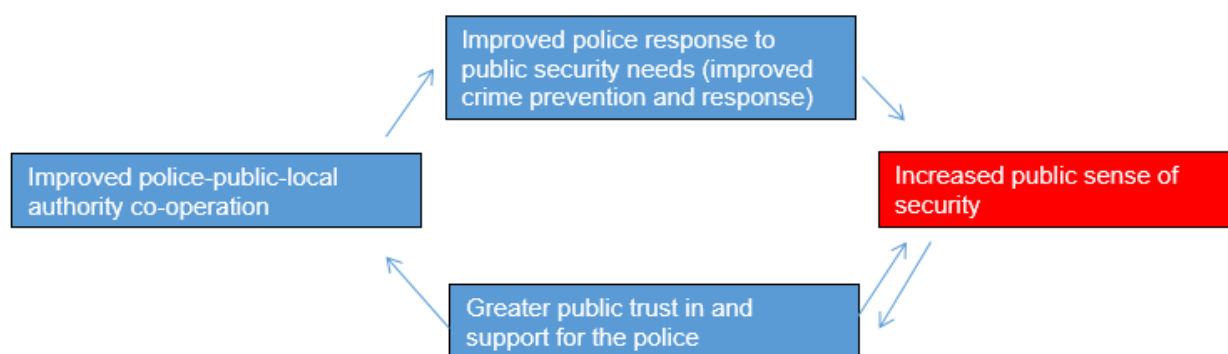 Improved police response to
public security needs (improved
crime prevention and response)
Improved police-public-local
authority co-operation
Increased public sense of
security
Greater public trust in and
support for the police